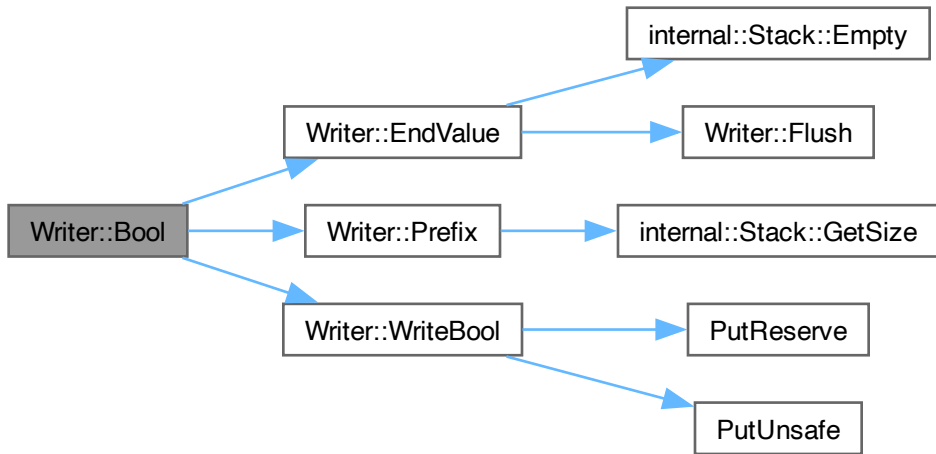 internal::Stack::Empty
Writer::EndValue
Writer::Flush
Writer::Bool
Writer::Prefix
internal::Stack::GetSize
Writer::WriteBool
PutReserve
PutUnsafe